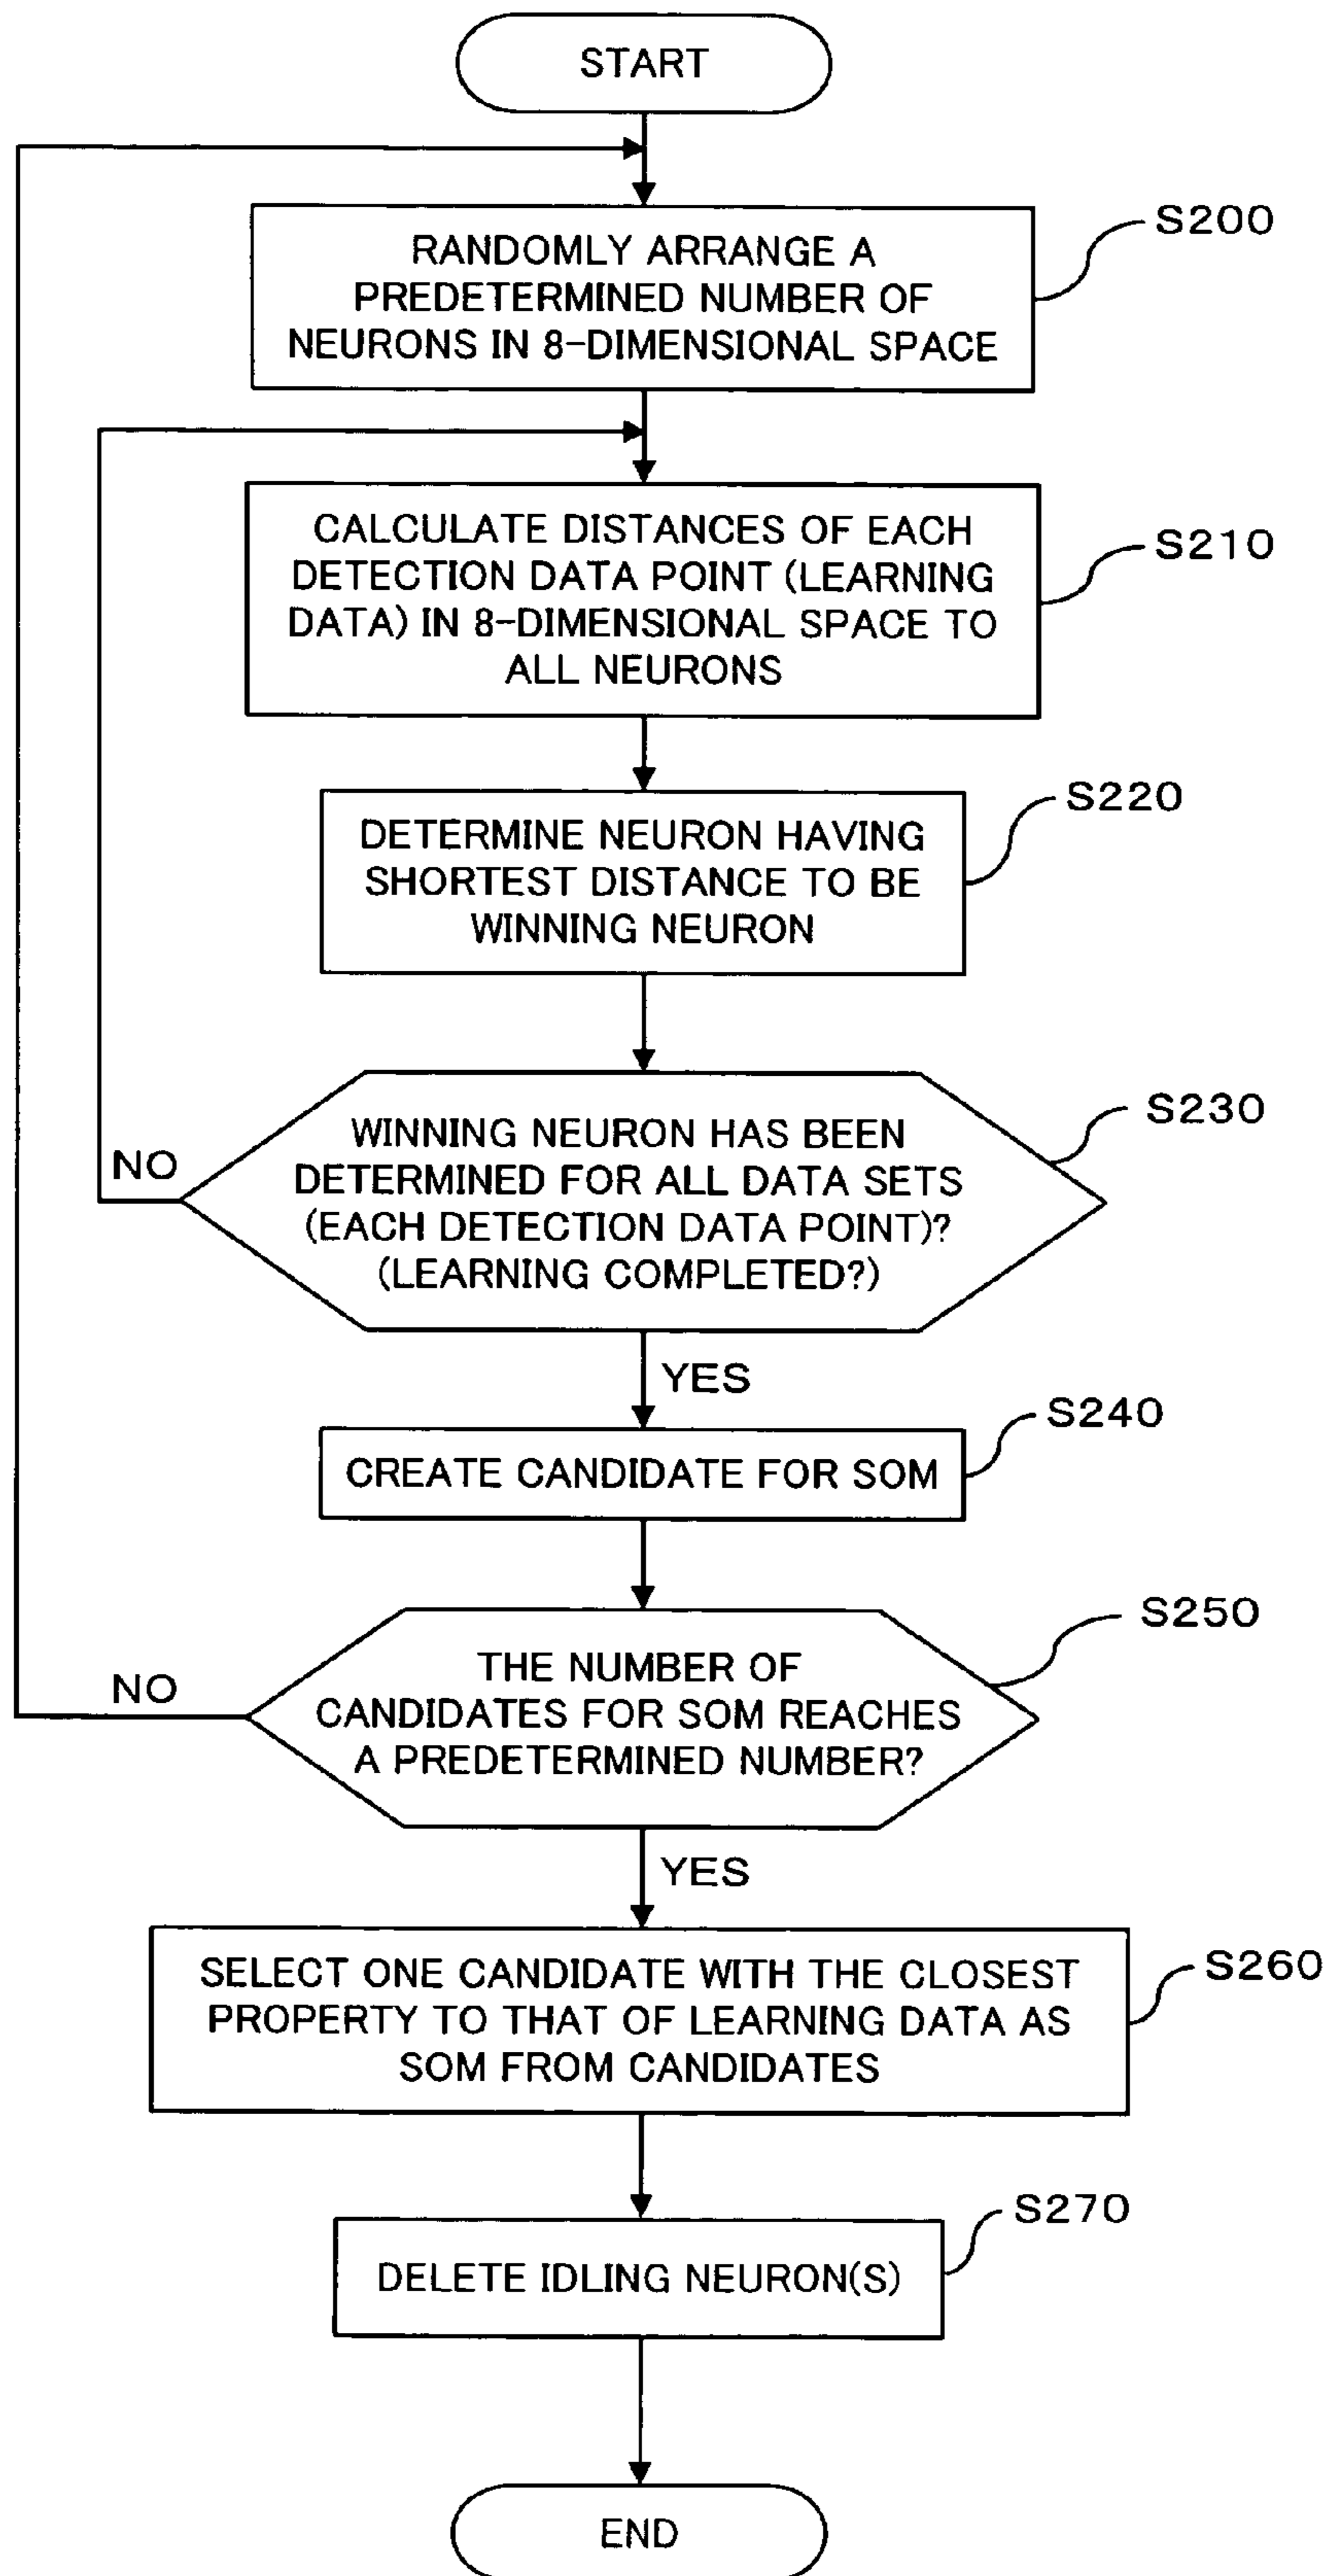 START
RANDOMLY ARRANGE A
PREDETERMINED NUMBER OF
NEURONS IN 8-DIMENSIONAL SPACE
S200
CALCULATE DISTANCES OF EACH
DETECTION DATA POINT (LEARNING
DATA) IN 8-DIMENSIONAL SPACE TO
ALL NEURONS
S210
DETERMINE NEURON HAVING
SHORTEST DISTANCE TO BE
WINNING NEURON
S220
WINNING NEURON HAS BEEN
DETERMINED FOR ALL DATA SETS
(EACH DETECTION DATA POINT)?
(LEARNING COMPLETED?)
S230
NO
YES
CREATE CANDIDATE FOR SOM
S240
THE NUMBER OF
CANDIDATES FOR SOM REACHES
A PREDETERMINED NUMBER?
S250
NO
YES
SELECT ONE CANDIDATE WITH THE CLOSEST
PROPERTY TO THAT OF LEARNING DATA AS
SOM FROM CANDIDATES
S260
DELETE IDLING NEURON(S)
S270
END